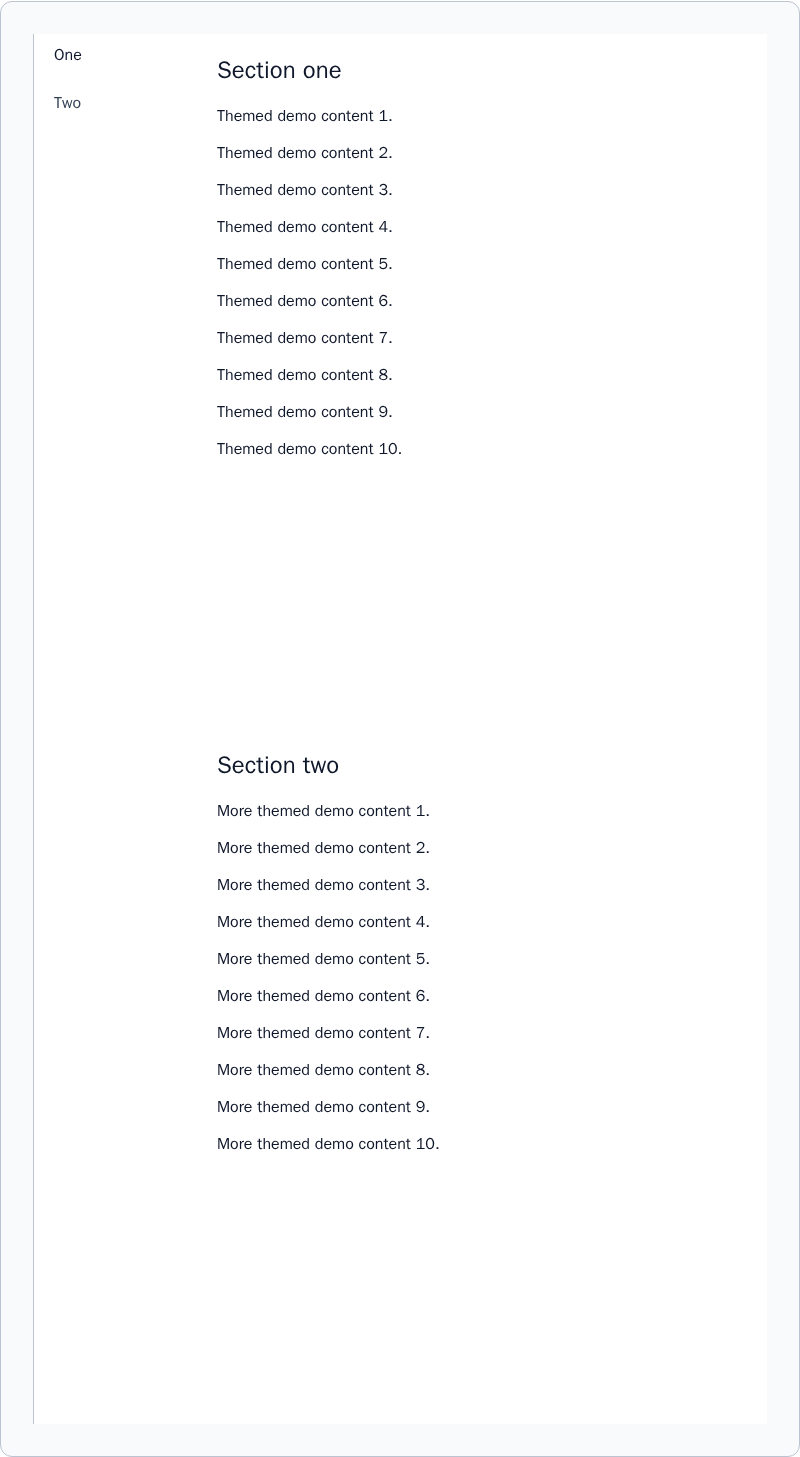 One
Two
Section one
Themed demo content 1.
Themed demo content 2.
Themed demo content 3.
Themed demo content 4.
Themed demo content 5.
Themed demo content 6.
Themed demo content 7.
Themed demo content 8.
Themed demo content 9.
Themed demo content 10.
Section two
More themed demo content 1.
More themed demo content 2.
More themed demo content 3.
More themed demo content 4.
More themed demo content 5.
More themed demo content 6.
More themed demo content 7.
More themed demo content 8.
More themed demo content 9.
More themed demo content 10.